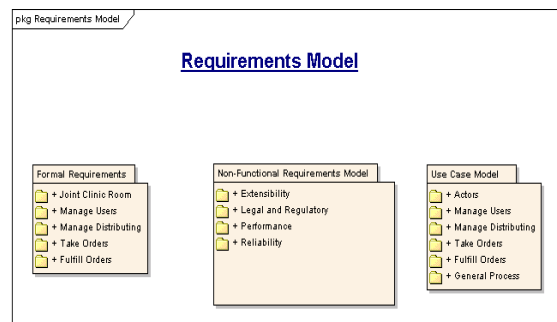 pkg Requirements Model
Requirements Model
Formal Requirements
+ Joint Clinic Room
+ Manage Users
+ Manage Distributing
+ Take Orders
+ Fulfill Orders
Non-Functional Requirements Model
+ Extensibility
+ Legal and Regulatory
+ Performance
+ Reliability
Use Case Model
+ Actors
+ Manage Users
+ Manage Distributing
+ Take Orders
+ Fulfill Orders
+ General Process